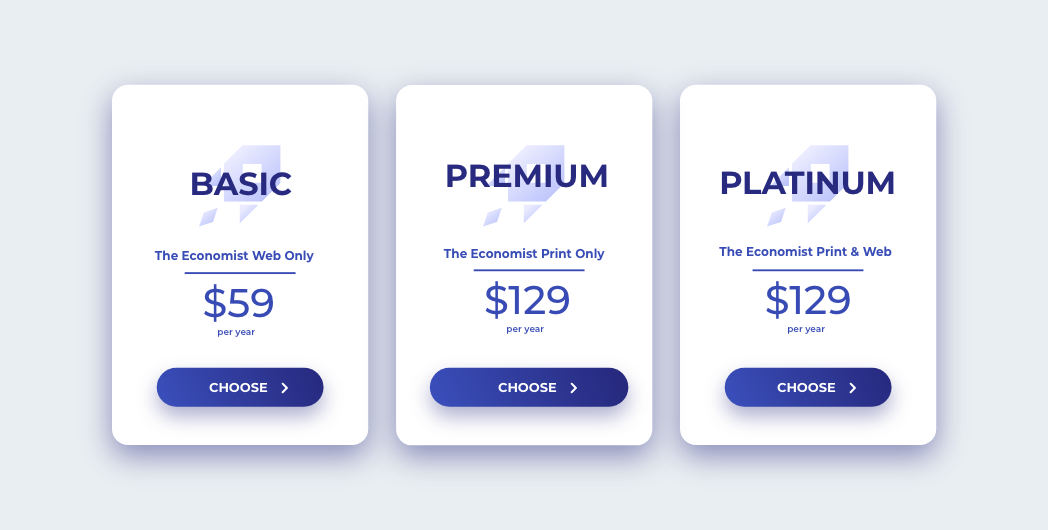 BASIC
The Economist Web Only
$59
per year
CHOOSE
PREMIUM
The Economist Print Only
$129
per year
CHOOSE
PLATINUM
The Economist Print & Web
$129
per year
CHOOSE